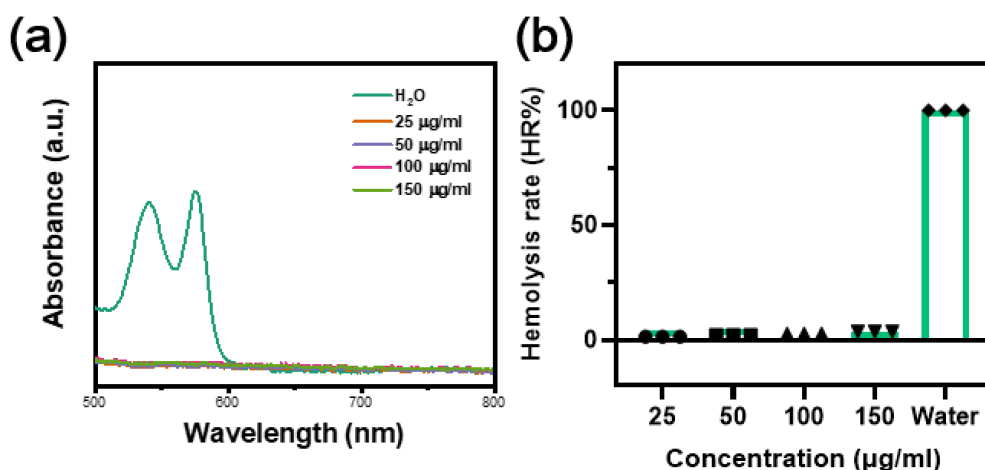 (a)
Absorbance (a.u.)
H₂O
25 μg/ml
50 μg/ml
100 μg/ml
150 μg/ml
500
600
700
800
Wavelength (nm)
(b)
Hemolysis rate (HR%)
100
50
0
25
50
100
150
Water
Concentration (μg/ml)